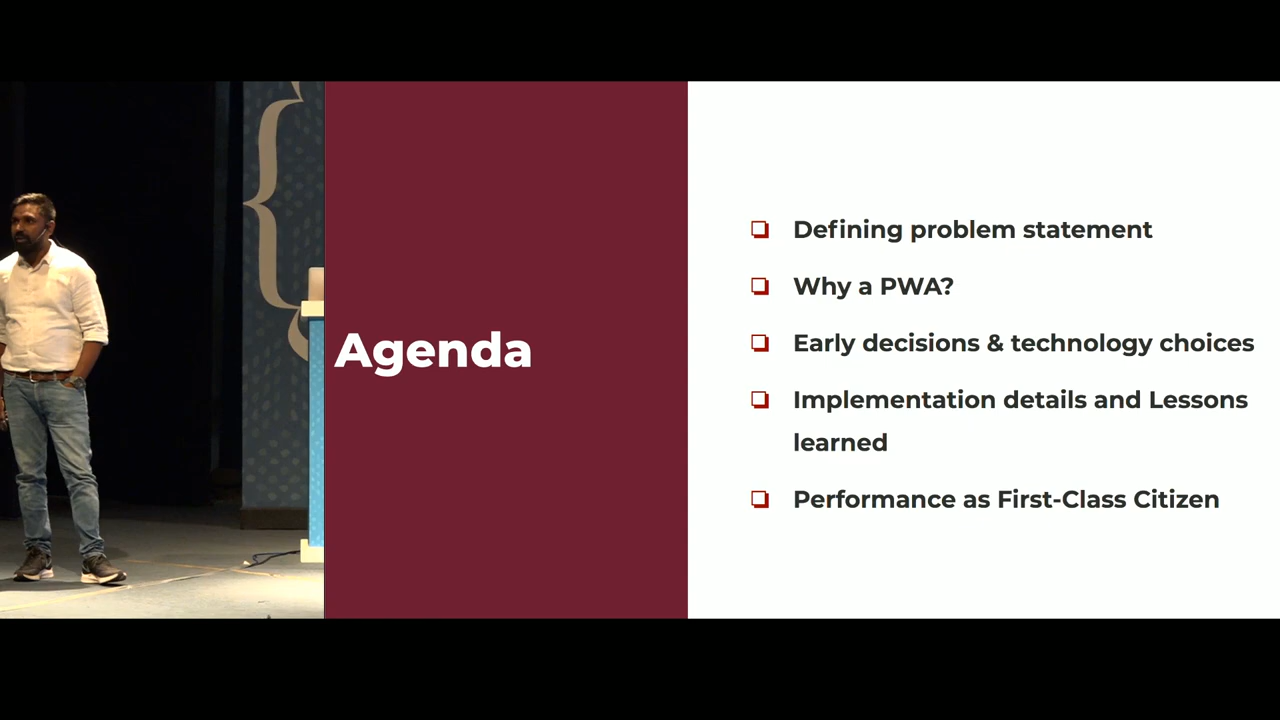 Agenda
Defining problem statement
Why a PWA?
Early decisions & technology choices
Implementation details and Lessons
learned
Performance as First-Class Citizen